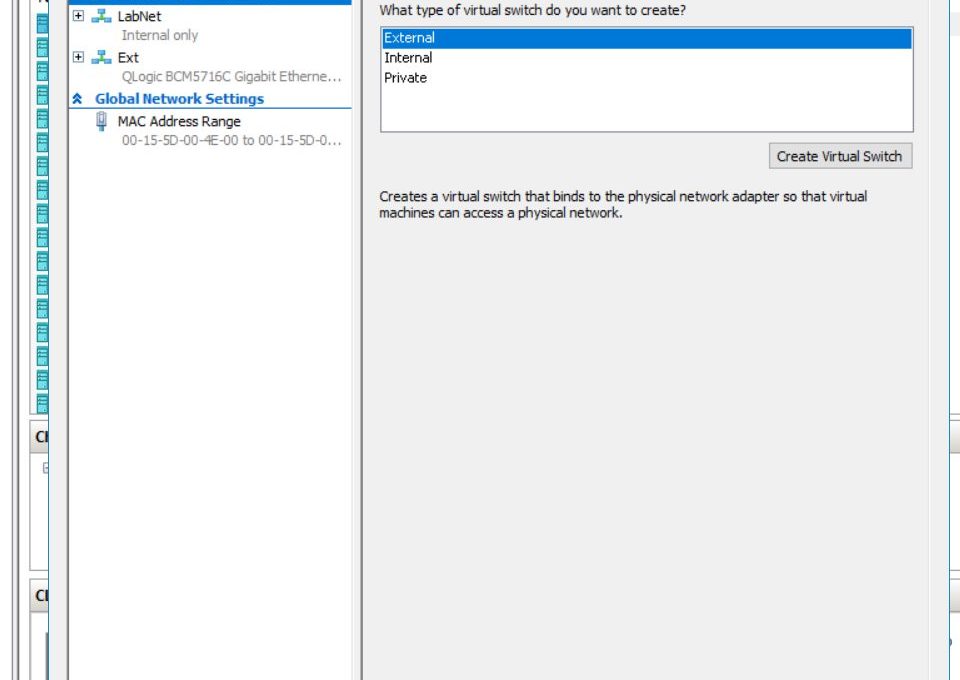 LabNet
Internal only
Ext
QLogic BCM5716C Gigabit Etherne...
Global Network Settings
MAC Address Range
00-15-5D-00-4E-00 to 00-15-5D-0...
What type of virtual switch do you want to create?
External
Internal
Private
Create Virtual Switch
Creates a virtual switch that binds to the physical network adapter so that virtual
machines can access a physical network.